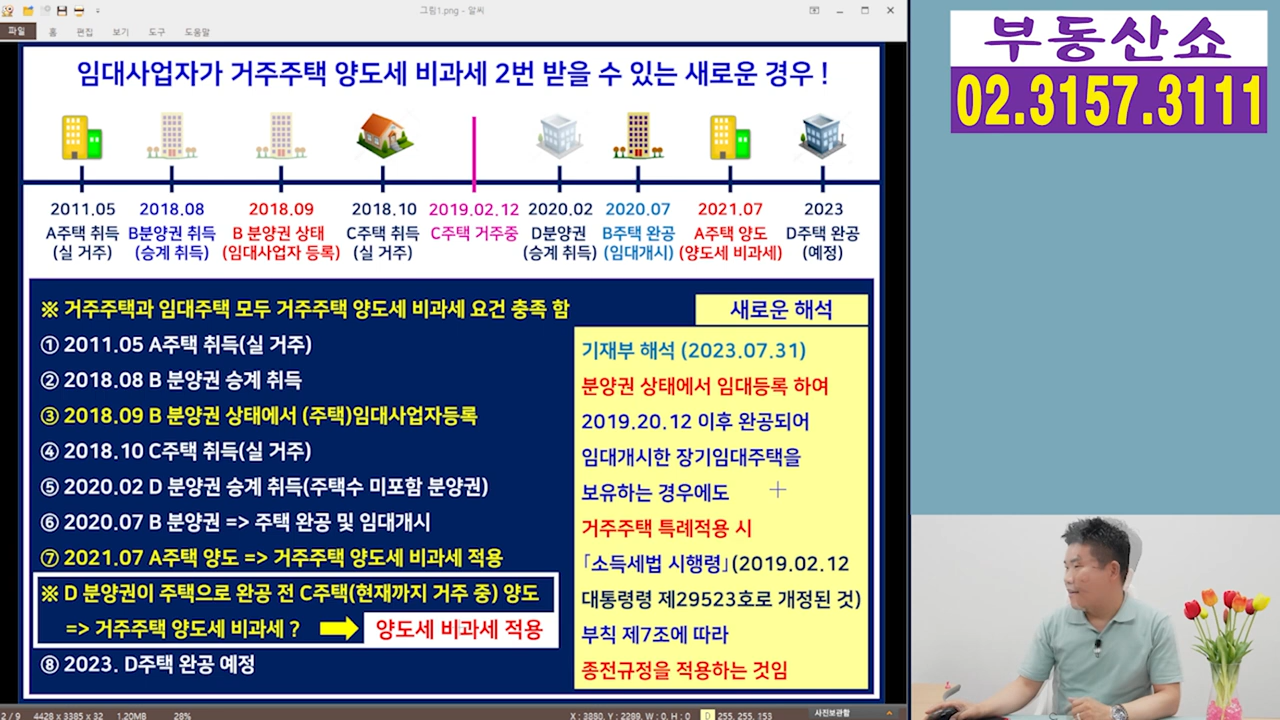 그림1.png - 알씨
파일 홈 편집 보기 도구 도움말
부동산쇼
02.3157.3111
임대사업자가 거주주택 양도세 비과세 2번 받을 수 있는 새로운 경우 !
2011.05 2018.08 2018.09 2018.10 2019.02.12 2020.02 2020.07 2021.07 2023
A주택 취득 B분양권 취득 B 분양권 상태 C주택 취득 C주택 거주중 D분양권 B주택 완공 A주택 양도 D주택 완공
(실 거주) (승계 취득) (임대사업자 등록) (실 거주) (승계 취득) (임대개시) (양도세 비과세) (예정)
※ 거주주택과 임대주택 모두 거주주택 양도세 비과세 요건 충족 함
① 2011.05 A주택 취득(실 거주)
② 2018.08 B 분양권 승계 취득
③ 2018.09 B 분양권 상태에서 (주택)임대사업자등록
④ 2018.10 C주택 취득(실 거주)
⑤ 2020.02 D 분양권 승계 취득(주택수 미포함 분양권)
⑥ 2020.07 B 분양권 => 주택 완공 및 임대개시
⑦ 2021.07 A주택 양도 => 거주주택 양도세 비과세 적용
※ D 분양권이 주택으로 완공 전 C주택(현재까지 거주 중) 양도
=> 거주주택 양도세 비과세 ? 양도세 비과세 적용
⑧ 2023. D주택 완공 예정
새로운 해석
기재부 해석 (2023.07.31)
분양권 상태에서 임대등록 하여
2019.20.12 이후 완공되어
임대개시한 장기임대주택을
보유하는 경우에도
거주주택 특례적용 시
「소득세법 시행령」(2019.02.12
대통령령 제29523호로 개정된 것)
부칙 제7조에 따라
종전규정을 적용하는 것임
2 / 9 4428 x 3385 x 32 1.20MB 28% X : 3880, Y : 2289, W : 0, H : 0 D 255, 255, 153 사진보관함